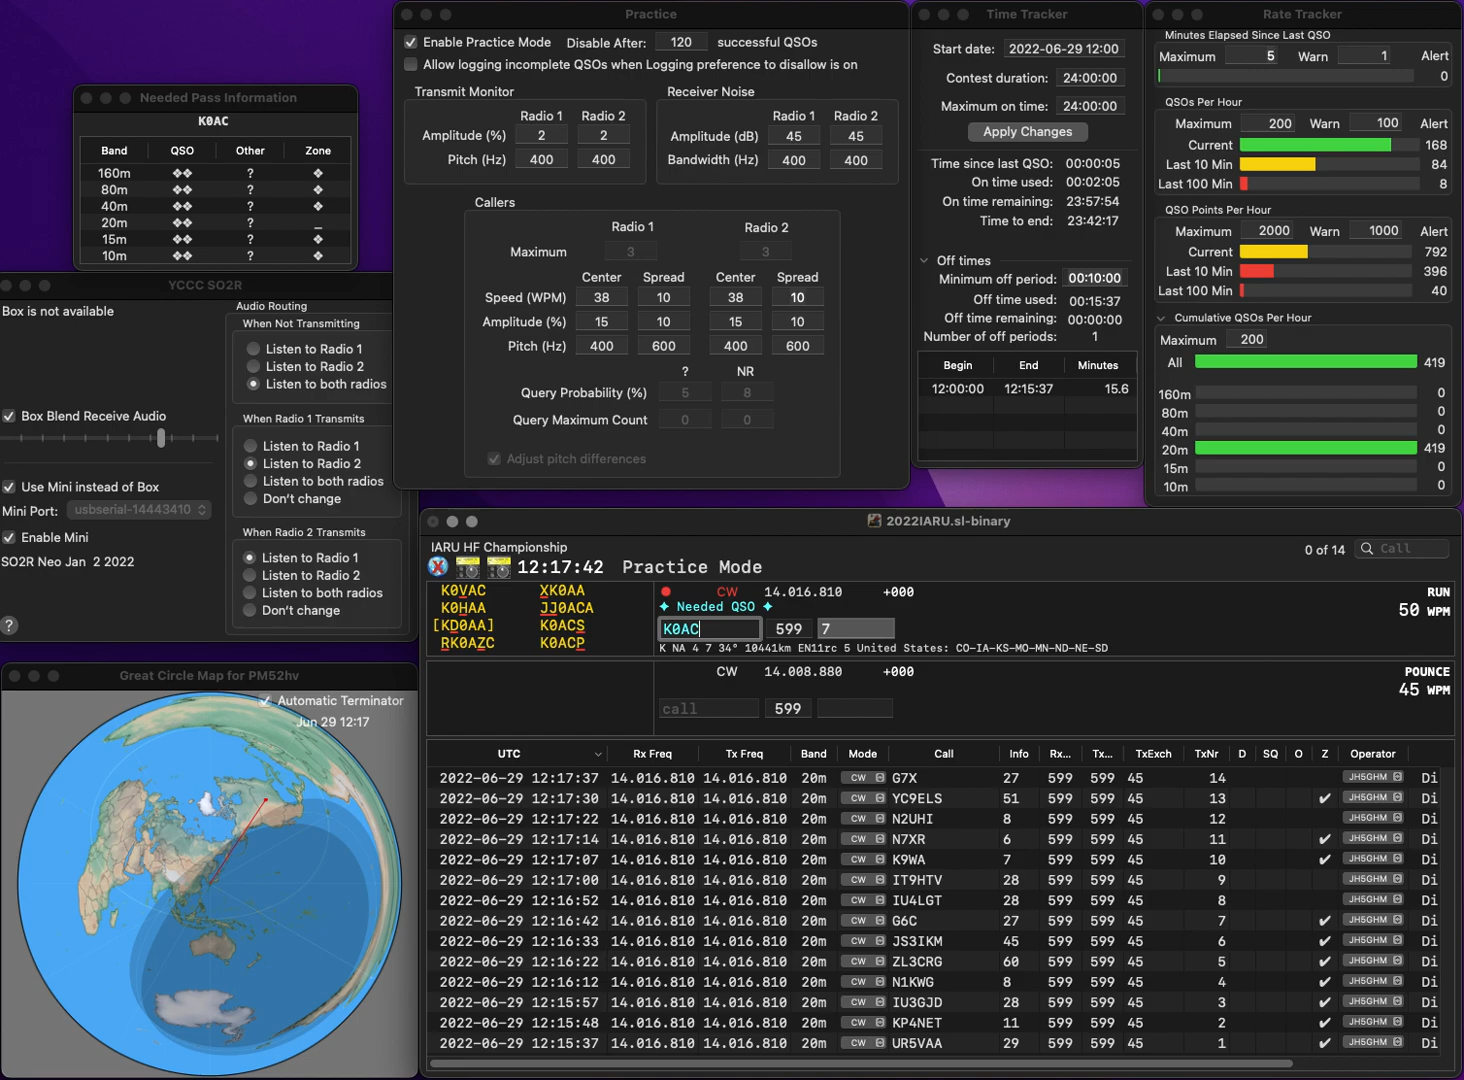 Needed Pass Information
K0AC
Band QSO Other Zone
160m ❖❖ ? ❖
80m ❖❖ ? ❖
40m ❖❖ ? ❖
20m ❖❖ ? _
15m ❖❖ ? ❖
10m ❖❖ ? ❖
YCCC SO2R
Box is not available
Box Blend Receive Audio
Use Mini instead of Box
Mini Port: usbserial-14443410
Enable Mini
SO2R Neo Jan 2 2022
?
Audio Routing
When Not Transmitting
Listen to Radio 1
Listen to Radio 2
Listen to both radios
When Radio 1 Transmits
Listen to Radio 1
Listen to Radio 2
Listen to both radios
Don't change
When Radio 2 Transmits
Listen to Radio 1
Listen to Radio 2
Listen to both radios
Don't change
Great Circle Map for PM52hv
Automatic Terminator
Jun 29 12:17
Practice
Enable Practice Mode Disable After: 120 successful QSOs
Allow logging incomplete QSOs when Logging preference to disallow is on
Transmit Monitor
Radio 1 Radio 2
Amplitude (%) 2 2
Pitch (Hz) 400 400
Receiver Noise
Radio 1 Radio 2
Amplitude (dB) 45 45
Bandwidth (Hz) 400 400
Callers
Radio 1 Radio 2
Maximum 3 3
Center Spread Center Spread
Speed (WPM) 38 10 38 10
Amplitude (%) 15 10 15 10
Pitch (Hz) 400 600 400 600
? NR
Query Probability (%) 5 8
Query Maximum Count 0 0
Adjust pitch differences
Time Tracker
Start date: 2022-06-29 12:00
Contest duration: 24:00:00
Maximum on time: 24:00:00
Apply Changes
Time since last QSO: 00:00:05
On time used: 00:02:05
On time remaining: 23:57:54
Time to end: 23:42:17
Off times
Minimum off period: 00:10:00
Off time used: 00:15:37
Off time remaining: 00:00:00
Number of off periods: 1
Begin End Minutes
12:00:00 12:15:37 15.6
Rate Tracker
Minutes Elapsed Since Last QSO
Maximum 5 Warn 1 Alert
0
QSOs Per Hour
Maximum 200 Warn 100 Alert
Current 168
Last 10 Min 84
Last 100 Min 8
QSO Points Per Hour
Maximum 2000 Warn 1000 Alert
Current 792
Last 10 Min 396
Last 100 Min 40
Cumulative QSOs Per Hour
Maximum 200
All 419
160m 0
80m 0
40m 0
20m 419
15m 0
10m 0
2022IARU.sl-binary
IARU HF Championship
12:17:42 Practice Mode
0 of 14 Call
K0VAC XK0AA
K0HAA JJ0ACA
[KD0AA] K0ACS
RK0AZC K0ACP
CW 14.016.810 +000 RUN
✦ Needed QSO ✦ 50 WPM
K0AC 599 7
K NA 4 7 34° 10441km EN11rc 5 United States: CO-IA-KS-MO-MN-ND-NE-SD
CW 14.008.880 +000 POUNCE
45 WPM
call 599
UTC Rx Freq Tx Freq Band Mode Call Info Rx... Tx... TxExch TxNr D SQ O Z Operator
2022-06-29 12:17:37 14.016.810 14.016.810 20m CW G7X 27 599 599 45 14 JH5GHM Di
2022-06-29 12:17:30 14.016.810 14.016.810 20m CW YC9ELS 51 599 599 45 13 ✔ JH5GHM Di
2022-06-29 12:17:22 14.016.810 14.016.810 20m CW N2UHI 8 599 599 45 12 JH5GHM Di
2022-06-29 12:17:14 14.016.810 14.016.810 20m CW N7XR 6 599 599 45 11 ✔ JH5GHM Di
2022-06-29 12:17:07 14.016.810 14.016.810 20m CW K9WA 7 599 599 45 10 ✔ JH5GHM Di
2022-06-29 12:17:00 14.016.810 14.016.810 20m CW IT9HTV 28 599 599 45 9 JH5GHM Di
2022-06-29 12:16:52 14.016.810 14.016.810 20m CW IU4LGT 28 599 599 45 8 JH5GHM Di
2022-06-29 12:16:42 14.016.810 14.016.810 20m CW G6C 27 599 599 45 7 ✔ JH5GHM Di
2022-06-29 12:16:33 14.016.810 14.016.810 20m CW JS3IKM 45 599 599 45 6 ✔ JH5GHM Di
2022-06-29 12:16:22 14.016.810 14.016.810 20m CW ZL3CRG 60 599 599 45 5 ✔ JH5GHM Di
2022-06-29 12:16:12 14.016.810 14.016.810 20m CW N1KWG 8 599 599 45 4 ✔ JH5GHM Di
2022-06-29 12:15:57 14.016.810 14.016.810 20m CW IU3GJD 28 599 599 45 3 ✔ JH5GHM Di
2022-06-29 12:15:48 14.016.810 14.016.810 20m CW KP4NET 11 599 599 45 2 ✔ JH5GHM Di
2022-06-29 12:15:37 14.016.810 14.016.810 20m CW UR5VAA 29 599 599 45 1 ✔ JH5GHM Di